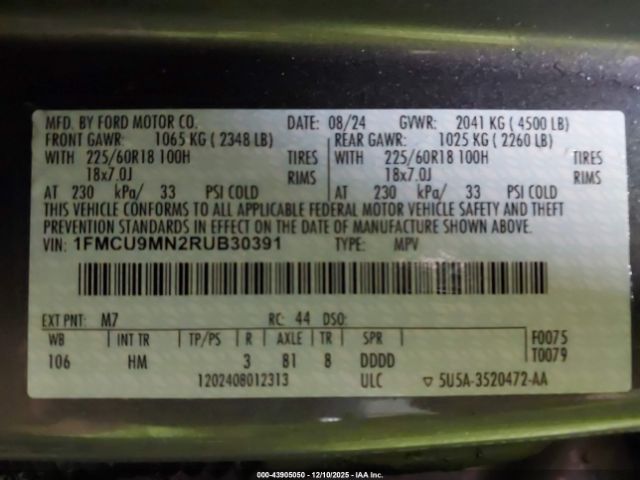 MFD. BY FORD MOTOR CO. DATE: 08/24 GVWR: 2041 KG ( 4500 LB)
FRONT GAWR: 1065 KG ( 2348 LB) REAR GAWR: 1025 KG ( 2260 LB)
WITH 225/60R18 100H TIRES WITH 225/60R18 100H TIRES
18x7.0J RIMS 18x7.0J RIMS
AT 230 kPa/ 33 PSI COLD AT 230 kPa/ 33 PSI COLD
THIS VEHICLE CONFORMS TO ALL APPLICABLE FEDERAL MOTOR VEHICLE SAFETY AND THEFT
PREVENTION STANDARDS IN EFFECT ON THE DATE OF MANUFACTURE SHOWN ABOVE.
VIN: 1FMCU9MN2RUB30391 TYPE: MPV
EXT PNT: M7 RC: 44 DSO:
WB INT TR TP/PS R AXLE TR SPR F0075
106 HM 3 81 8 DDDD T0079
1202408012313 ULC ▽ 5U5A-3520472-AA
000-43905050 - 12/10/2025 - IAA Inc.